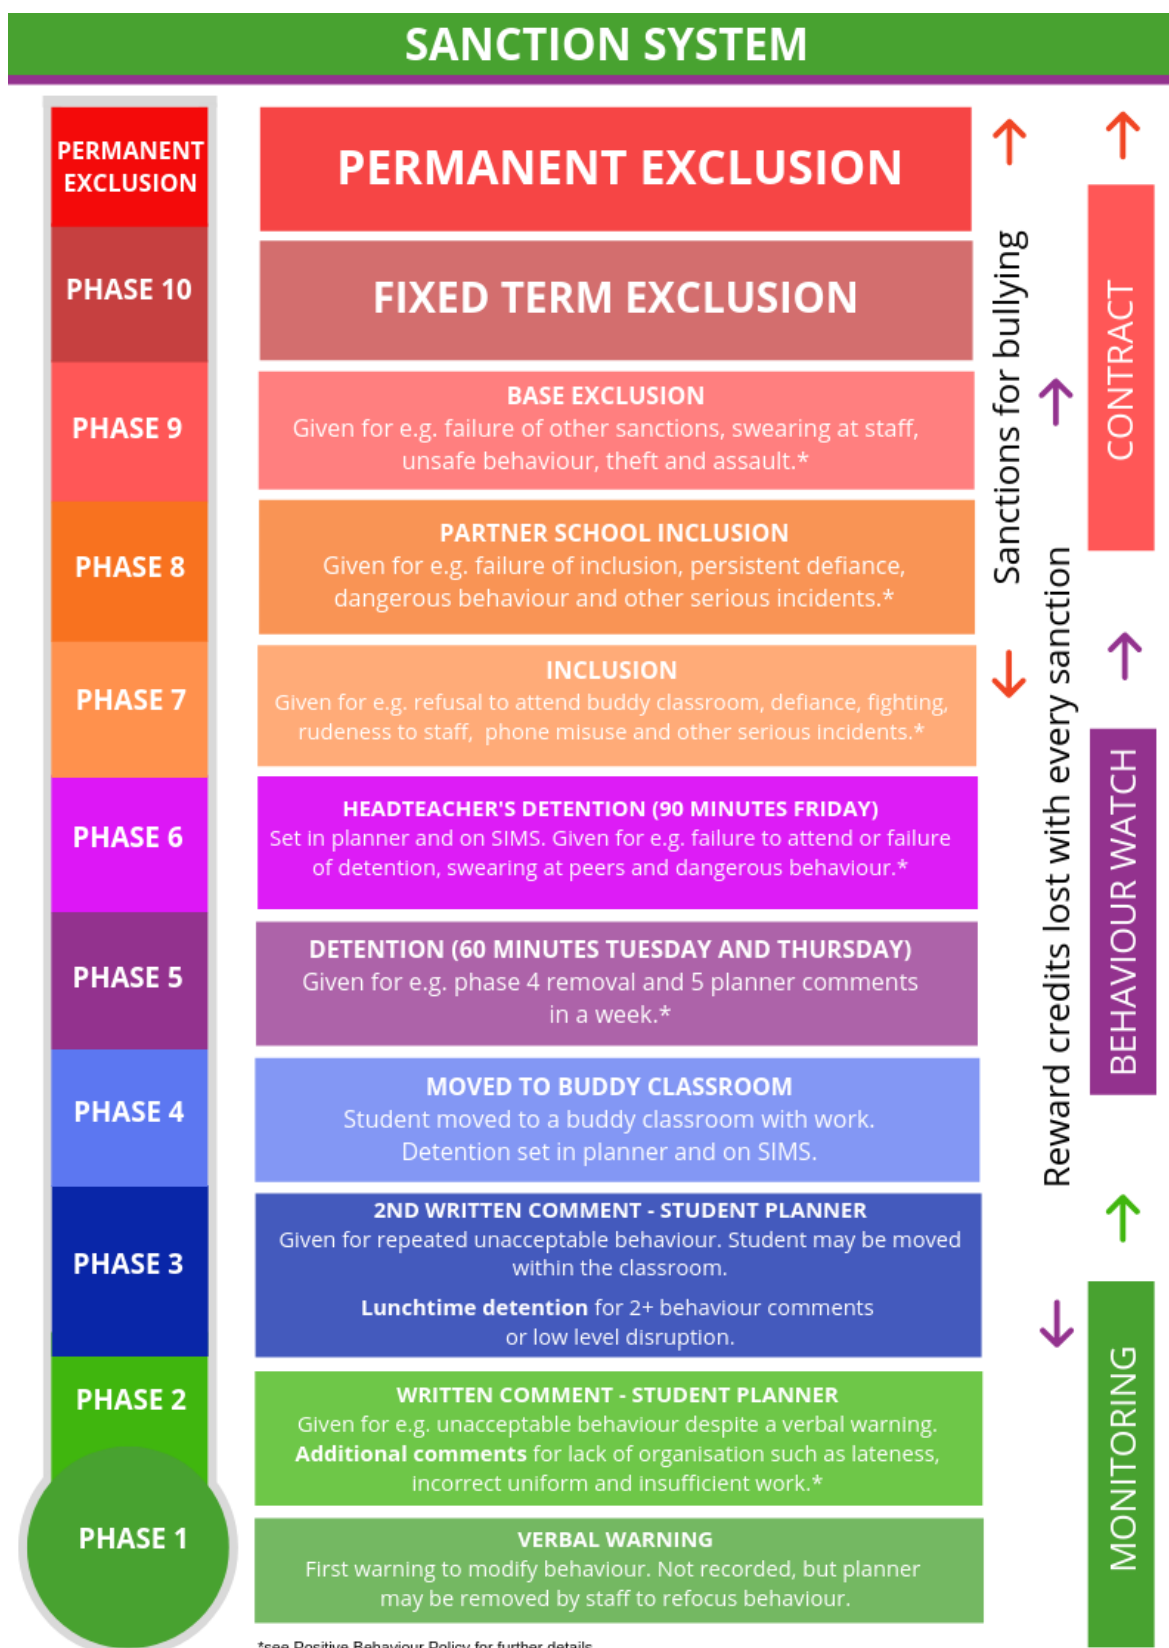 SANCTION SYSTEM
PERMANENT
EXCLUSION
PERMANENT EXCLUSION
PHASE 10
FIXED TERM EXCLUSION
PHASE 9
BASE EXCLUSION
Given for e.g. failure of other sanctions, swearing at staff,
unsafe behaviour, theft and assault.*
PHASE 8
PARTNER SCHOOL INCLUSION
Given for e.g. failure of inclusion, persistent defiance,
dangerous behaviour and other serious incidents.*
PHASE 7
INCLUSION
Given for e.g. refusal to attend buddy classroom, defiance, fighting,
rudeness to staff, phone misuse and other serious incidents.*
PHASE 6
HEADTEACHER'S DETENTION (90 MINUTES FRIDAY)
Set in planner and on SIMS. Given for e.g. failure to attend or failure
of detention, swearing at peers and dangerous behaviour.*
PHASE 5
DETENTION (60 MINUTES TUESDAY AND THURSDAY)
Given for e.g. phase 4 removal and 5 planner comments
in a week.*
PHASE 4
MOVED TO BUDDY CLASSROOM
Student moved to a buddy classroom with work.
Detention set in planner and on SIMS.
PHASE 3
2ND WRITTEN COMMENT - STUDENT PLANNER
Given for repeated unacceptable behaviour. Student may be moved
within the classroom.
Lunchtime detention for 2+ behaviour comments
or low level disruption.
PHASE 2
WRITTEN COMMENT - STUDENT PLANNER
Given for e.g. unacceptable behaviour despite a verbal warning.
Additional comments for lack of organisation such as lateness,
incorrect uniform and insufficient work.*
PHASE 1
VERBAL WARNING
First warning to modify behaviour. Not recorded, but planner
may be removed by staff to refocus behaviour.
*see Positive Behaviour Policy for further details
Sanctions for bullying
Reward credits lost with every sanction
CONTRACT
BEHAVIOUR WATCH
MONITORING